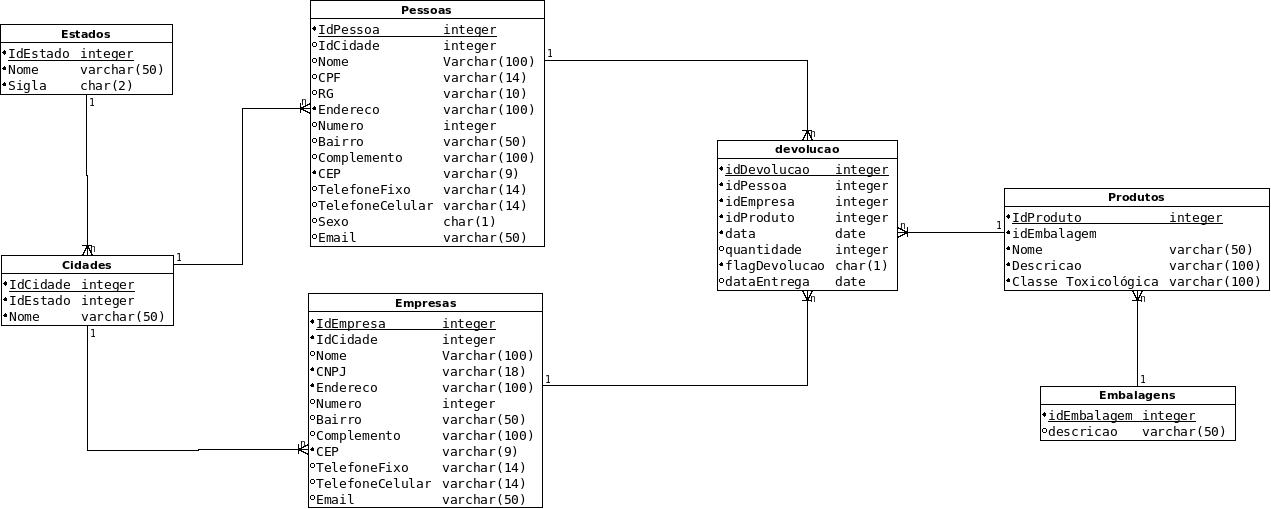 Estados
IdEstado integer
Nome varchar(50)
Sigla char(2)
1
n
Cidades
IdCidade integer
IdEstado integer
Nome varchar(50)
1
1
n
Pessoas
IdPessoa integer
IdCidade integer
Nome Varchar(100)
CPF varchar(14)
RG varchar(10)
Endereco varchar(100)
Numero integer
Bairro varchar(50)
Complemento varchar(100)
CEP varchar(9)
TelefoneFixo varchar(14)
TelefoneCelular varchar(14)
Sexo char(1)
Email varchar(50)
1
n
Empresas
IdEmpresa integer
IdCidade integer
Nome Varchar(100)
CNPJ varchar(18)
Endereco varchar(100)
Numero integer
Bairro varchar(50)
Complemento varchar(100)
CEP varchar(9)
TelefoneFixo varchar(14)
TelefoneCelular varchar(14)
Email varchar(50)
1
n
devolucao
idDevolucao integer
idPessoa integer
idEmpresa integer
idProduto integer
data date
quantidade integer
flagDevolucao char(1)
dataEntrega date
n
n
1
Produtos
IdProduto integer
idEmbalagem
Nome varchar(50)
Descricao varchar(100)
Classe Toxicológica varchar(100)
n
1
Embalagens
idEmbalagem integer
descricao varchar(50)